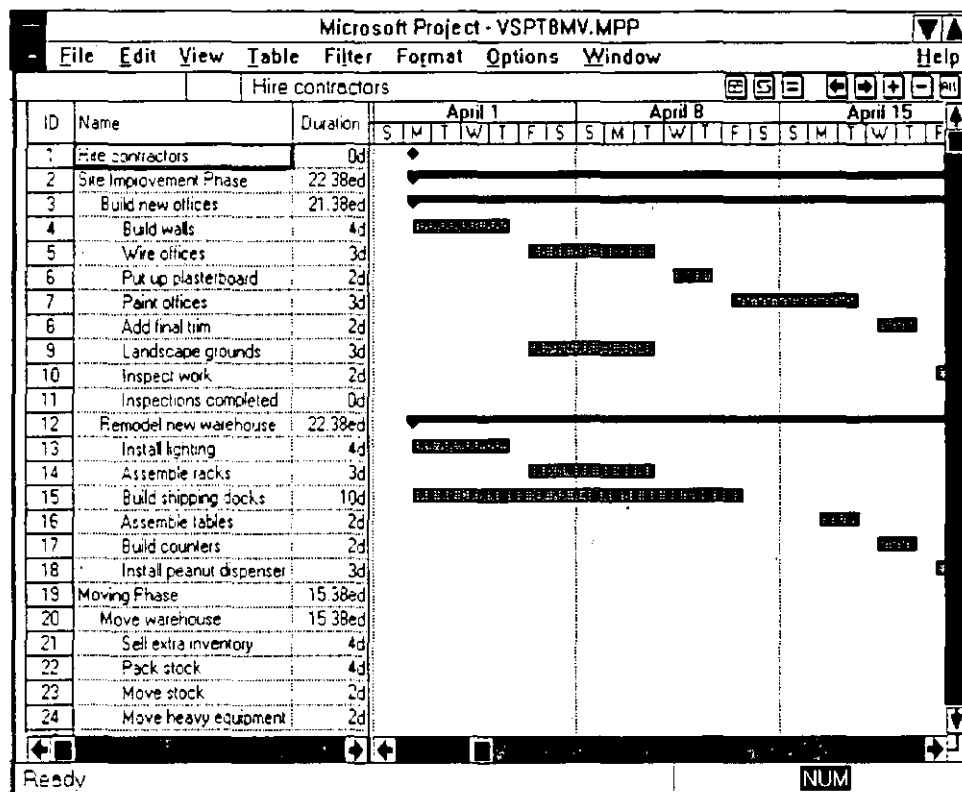 Microsoft Project - VSPTBMV.MPP
File Edit View Table Filter Format Options Window Help
Hire contractors
ID Name Duration April 1 April 8 April 15
S M T W T F S S M T W T F S S M T W T F
1 Hire contractors 0d
2 Site Improvement Phase 22.38ed
3 Build new offices 21.38ed
4 Build walls 4d
5 Wire offices 3d
6 Put up plasterboard 2d
7 Paint offices 3d
8 Add final trim 2d
9 Landscape grounds 3d
10 Inspect work 2d
11 Inspections completed 0d
12 Remodel new warehouse 22.38ed
13 Install lighting 4d
14 Assemble racks 3d
15 Build shipping docks 10d
16 Assemble tables 2d
17 Build counters 2d
18 Install peanut dispenser 3d
19 Moving Phase 15.38ed
20 Move warehouse 15.38ed
21 Sell extra inventory 4d
22 Pack stock 4d
23 Move stock 2d
24 Move heavy equipment 2d
Ready NUM